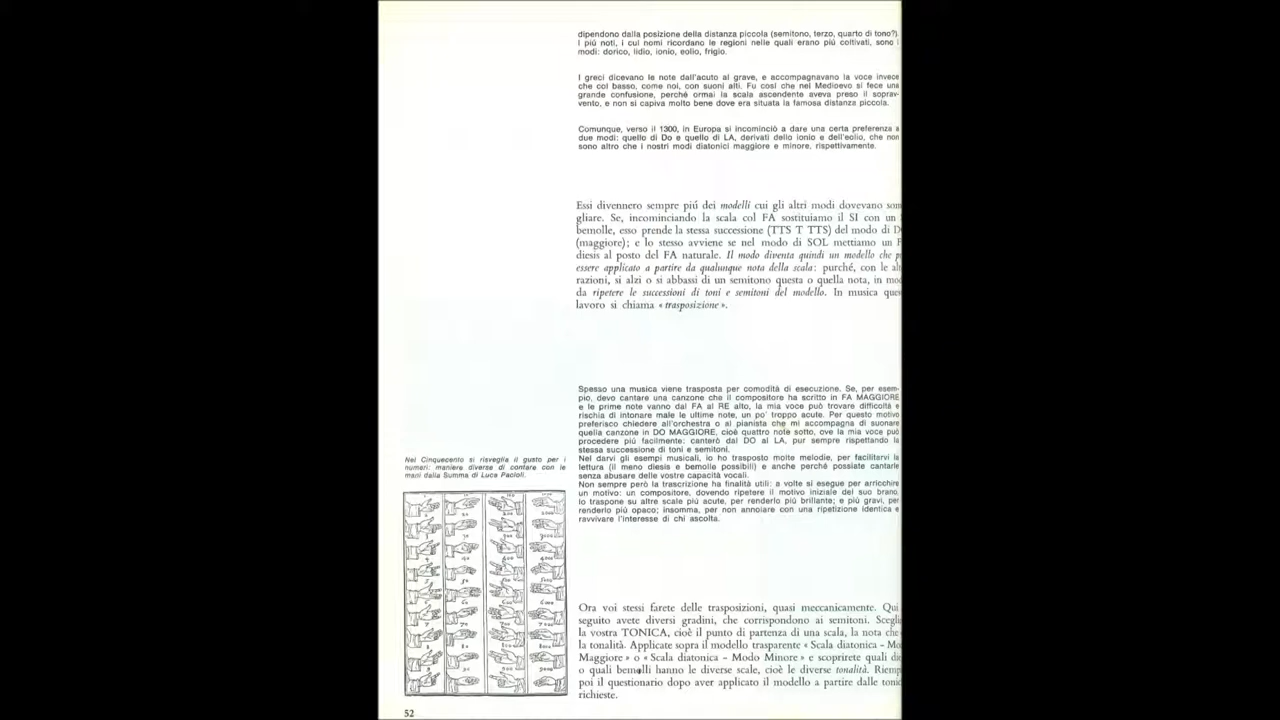 dipendono dalla posizione della distanza piccola (semitono, terzo, quarto di tono?)
I piú noti, i cui nomi ricordano le regioni nelle quali erano piú coltivati, sono i
modi: dorico, lidio, ionio, eolio, frigio.
I greci dicevano le note dall'acuto al grave, e accompagnavano la voce invece
che col basso, come noi, con suoni alti. Fu cosí che nel Medioevo si fece una
grande confusione, perché ormai la scala ascendente aveva preso il soprav-
vento, e non si capiva molto bene dove era situata la famosa distanza piccola.
Comunque, verso il 1300, in Europa si incominciò a dare una certa preferenza a
due modi: quello di Do e quello di LA, derivati dello ionio e dell'eolio, che non
sono altro che i nostri modi diatonici maggiore e minore, rispettivamente.
Essi divennero sempre piú dei modelli cui gli altri modi dovevano som
gliare. Se, incominciando la scala col FA sostituiamo il SI con un
bemolle, esso prende la stessa successione (TTS T TTS) del modo di D
(maggiore); e lo stesso avviene se nel modo di SOL mettiamo un F
diesis al posto del FA naturale. Il modo diventa quindi un modello che p
essere applicato a partire da qualunque nota della scala: purché, con le alt
razioni, si alzi o si abbassi di un semitono questa o quella nota, in mo
da ripetere le successioni di toni e semitoni del modello. In musica que
lavoro si chiama « trasposizione ».
Spesso una musica viene trasposta per comodità di esecuzione. Se, per esem-
pio, devo cantare una canzone che il compositore ha scritto in FA MAGGIORE
e le prime note vanno dal FA al RE alto, la mia voce può trovare difficoltà e
rischia di intonare male le ultime note, un po' troppo acute. Per questo motivo
preferisco chiedere all'orchestra o al pianista che mi accompagna di suonare
quella canzone in DO MAGGIORE, cioè quattro note sotto, ove la mia voce può
procedere piú facilmente: canterò dal DO al LA, pur sempre rispettando la
stessa successione di toni e semitoni.
Nel darvi gli esempi musicali, io ho trasposto molte melodie, per facilitarvi la
lettura (il meno diesis e bemolle possibili) e anche perché possiate cantarle
senza abusare delle vostre capacità vocali.
Non sempre però la trascrizione ha finalità utili: a volte si esegue per arricchire
un motivo: un compositore, dovendo ripetere il motivo iniziale del suo brano,
lo traspone su altre scale piú acute, per renderlo piú brillante; e piú gravi, per
renderlo piú opaco; insomma, per non annoiare con una ripetizione identica e
ravvivare l'interesse di chi ascolta.
Nel Cinquecento si risveglia il gusto per i
numeri: maniere diverse di contare con le
mani dalla Summa di Luca Pacioli.
Ora voi stessi farete delle trasposizioni, quasi meccanicamente. Qui
seguito avete diversi gradini, che corrispondono ai semitoni. Scegli
la vostra TONICA, cioè il punto di partenza di una scala, la nota che
la tonalità. Applicate sopra il modello trasparente « Scala diatonica – Mo
Maggiore » o « Scala diatonica – Modo Minore » e scoprirete quali di
o quali bemolli hanno le diverse scale, cioè le diverse tonalità. Riemp
poi il questionario dopo aver applicato il modello a partire dalle toni
richieste.
52